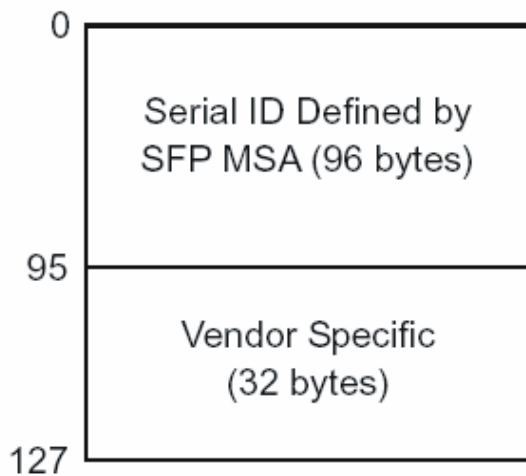 0
Serial ID Defined by
SFP MSA (96 bytes)
95
Vendor Specific
(32 bytes)
127